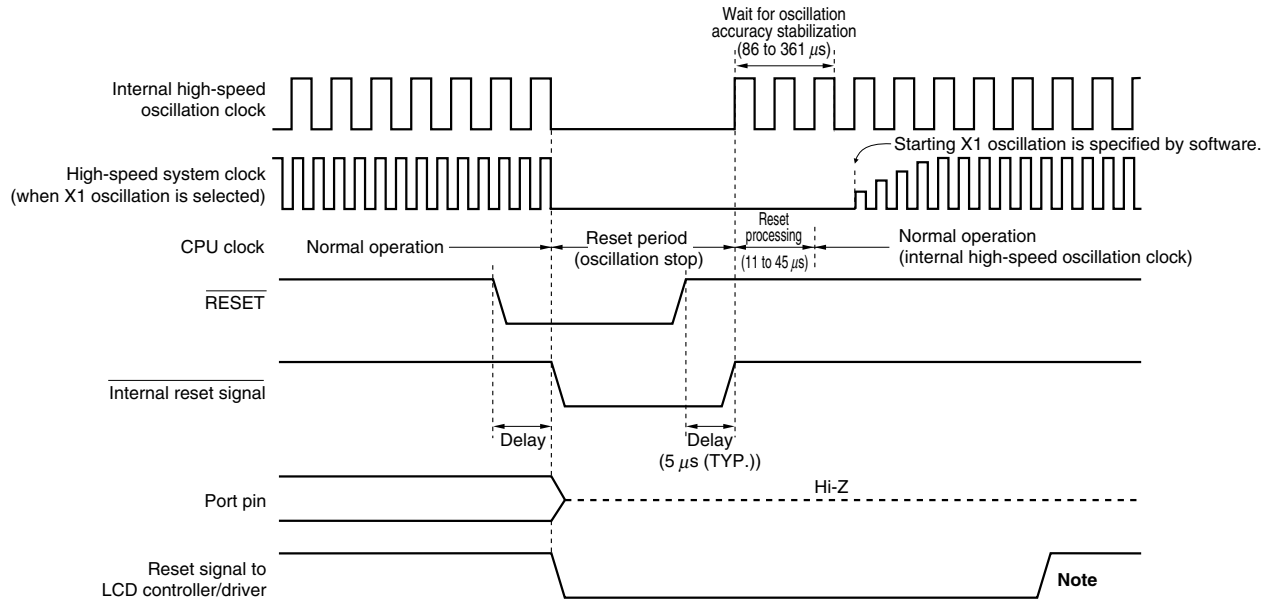 Wait for oscillation
accuracy stabilization
(86 to 361 μs)
Internal high-speed
oscillation clock
Starting X1 oscillation is specified by software.
High-speed system clock
(when X1 oscillation is selected)
CPU clock
Normal operation
Reset period
(oscillation stop)
Reset
processing
(11 to 45 μs)
Normal operation
(internal high-speed oscillation clock)
RESET
Internal reset signal
Delay
Delay
(5 μs (TYP.))
Port pin
Hi-Z
Reset signal to
LCD controller/driver
Note